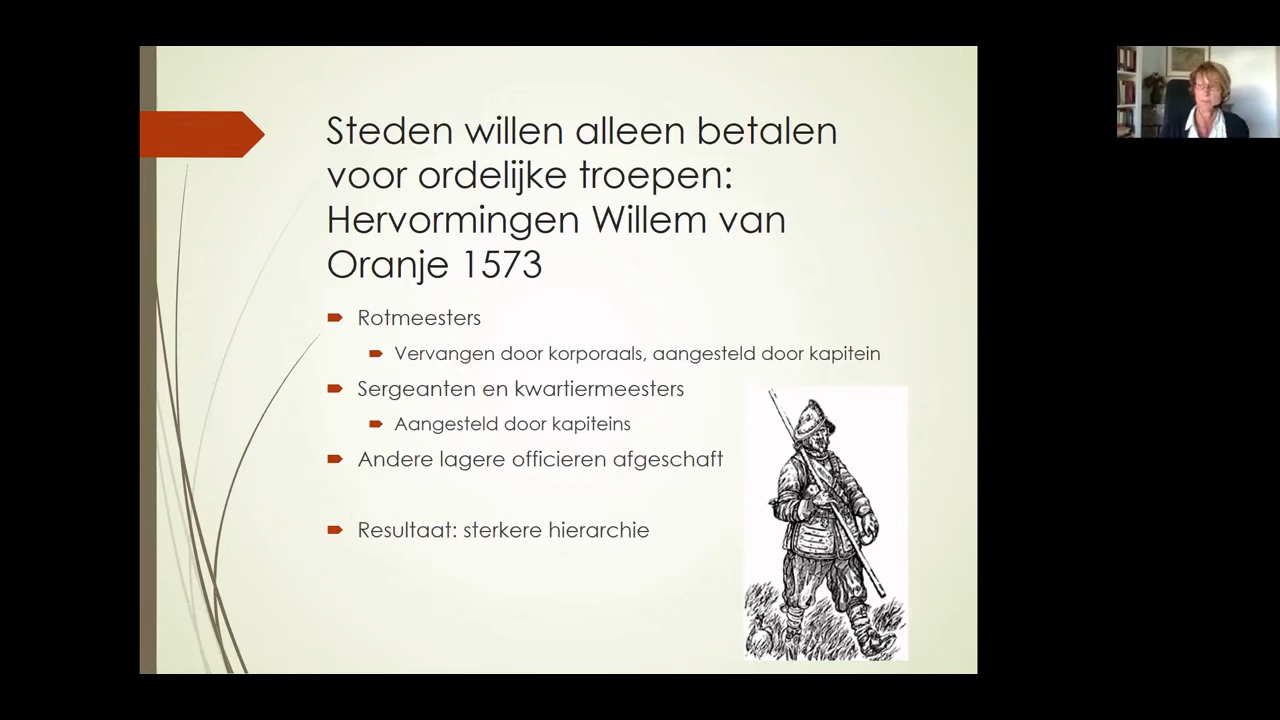 Steden willen alleen betalen
voor ordelijke troepen:
Hervormingen Willem van
Oranje 1573
Rotmeesters
Vervangen door korporaals, aangesteld door kapitein
Sergeanten en kwartiermeesters
Aangesteld door kapiteins
Andere lagere officieren afgeschaft
Resultaat: sterkere hierarchie